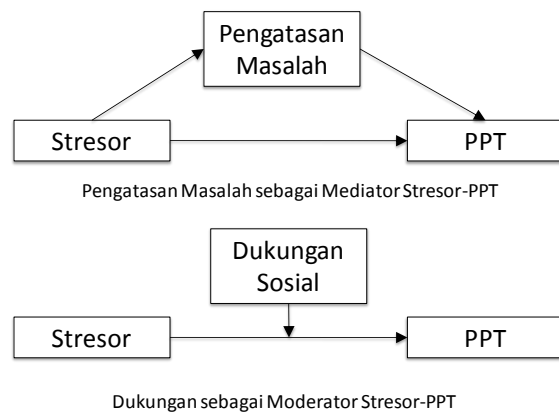 Pengatasan
Masalah
Stresor
PPT
Pengatasan Masalah sebagai Mediator Stresor-PPT
Dukungan
Sosial
Stresor
PPT
Dukungan sebagai Moderator Stresor-PPT